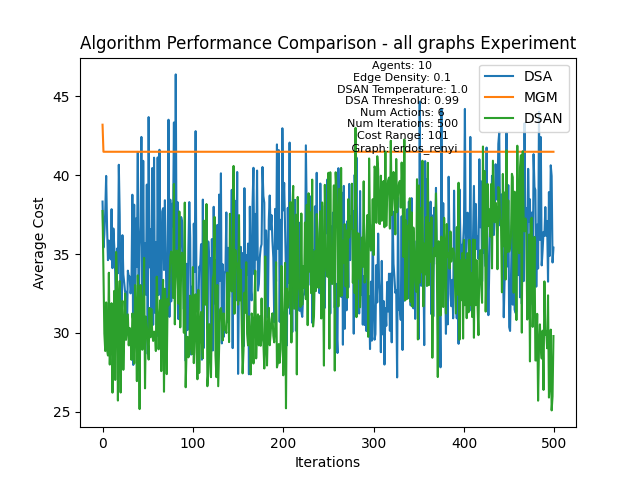 Algorithm Performance Comparison - all graphs Experiment
Agents: 10
Edge Density: 0.1
DSAN Temperature: 1.0
DSA Threshold: 0.99
Num Actions: 6
Num Iterations: 500
Cost Range: 101
Graph: erdos_renyi
DSA
MGM
DSAN
45
40
35
30
25
Average Cost
0
100
200
300
400
500
Iterations